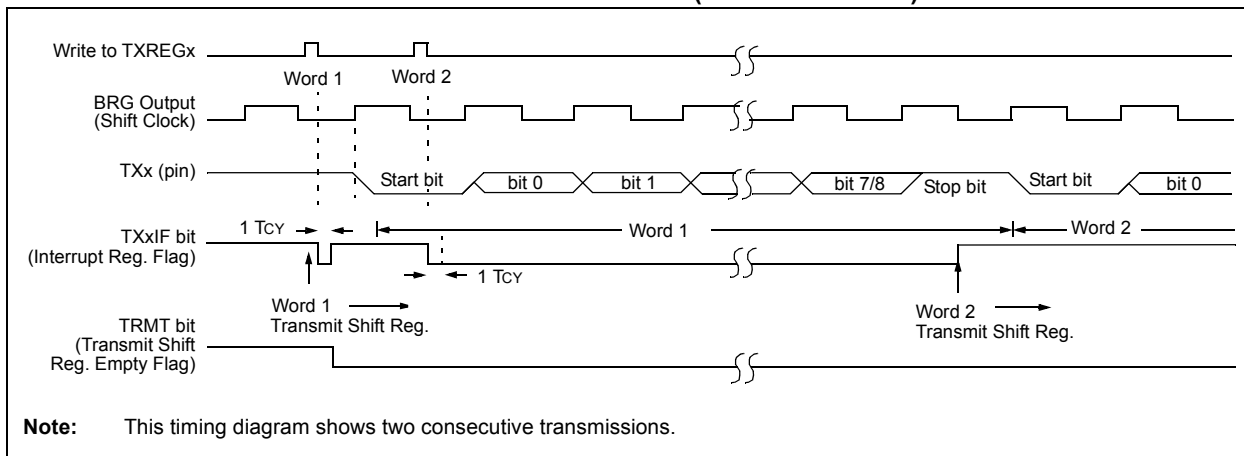 Write to TXREGx
Word 1
Word 2
BRG Output
(Shift Clock)
TXx (pin)
Start bit
bit 0
bit 1
bit 7/8
Stop bit
Start bit
bit 0
1 TCY
Word 1
Word 2
TXxIF bit
(Interrupt Reg. Flag)
1 TCY
Word 1
Transmit Shift Reg.
Word 2
Transmit Shift Reg.
TRMT bit
(Transmit Shift
Reg. Empty Flag)
Note: This timing diagram shows two consecutive transmissions.